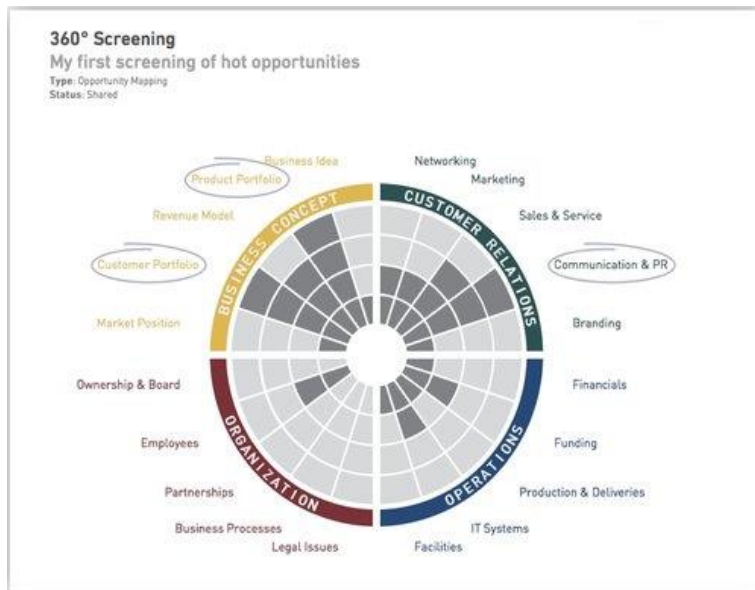 360° Screening
My first screening of hot opportunities
Type: Opportunity Mapping
Status: Shared
Business Idea
Networking
Product Portfolio
Marketing
Revenue Model
Sales & Service
Customer Portfolio
Communication & PR
Market Position
Branding
BUSINESS CONCEPT
CUSTOMER RELATIONS
Ownership & Board
Financials
Employees
Funding
Partnerships
Production & Deliveries
Business Processes
IT Systems
Legal Issues
Facilities
ORGANIZATION
OPERATIONS